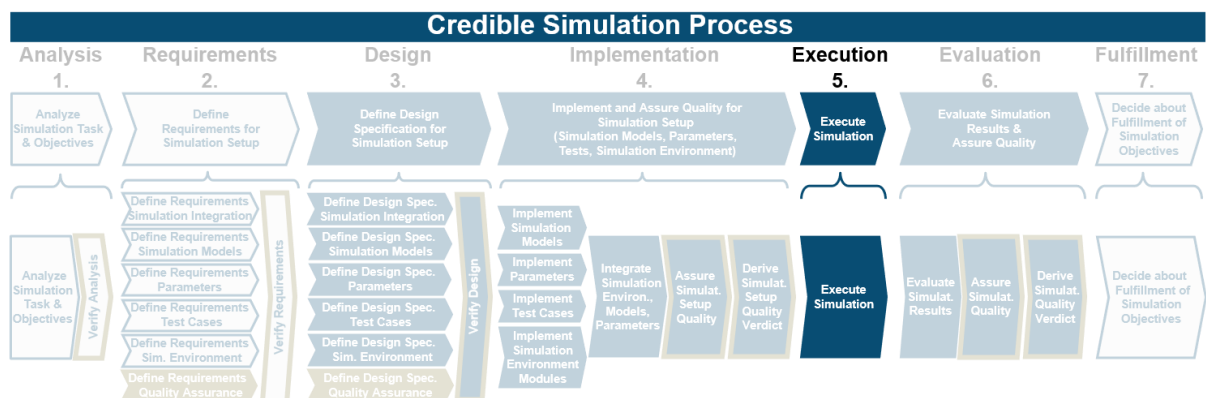 Credible Simulation Process
Analysis
1.
Requirements
2.
Design
3.
Implementation
4.
Execution
5.
Evaluation
6.
Fulfillment
7.
Analyze
Simulation Task
& Objectives
Define
Requirements for
Simulation Setup
Define Design
Specification for
Simulation Setup
Implement and Assure Quality for
Simulation Setup
(Simulation Models, Parameters,
Tests, Simulation Environment)
Execute
Simulation
Evaluate Simulation
Results &
Assure Quality
Decide about
Fulfillment of
Simulation
Objectives
Analyze
Simulation
Task &
Objectives
Verify Analysis
Define Requirements
Simulation Integration
Define Requirements
Simulation Models
Define Requirements
Parameters
Define Requirements
Test Cases
Define Requirements
Sim. Environment
Define Requirements
Quality Assurance
Verify Requirements
Define Design Spec.
Simulation Integration
Define Design Spec.
Simulation Models
Define Design Spec.
Parameters
Define Design Spec.
Test Cases
Define Design Spec.
Sim. Environment
Define Design Spec.
Quality Assurance
Verify Design
Implement
Simulation
Models
Implement
Parameters
Implement
Test Cases
Implement
Simulation
Environment
Modules
Integrate
Simulation
Environ.,
Models,
Parameters
Assure
Simulat.
Setup
Quality
Derive
Simulat.
Setup
Quality
Verdict
Execute
Simulation
Evaluate
Simulat.
Results
Assure
Simulat.
Quality
Derive
Simulat.
Quality
Verdict
Decide about
Fulfillment of
Simulation
Objectives